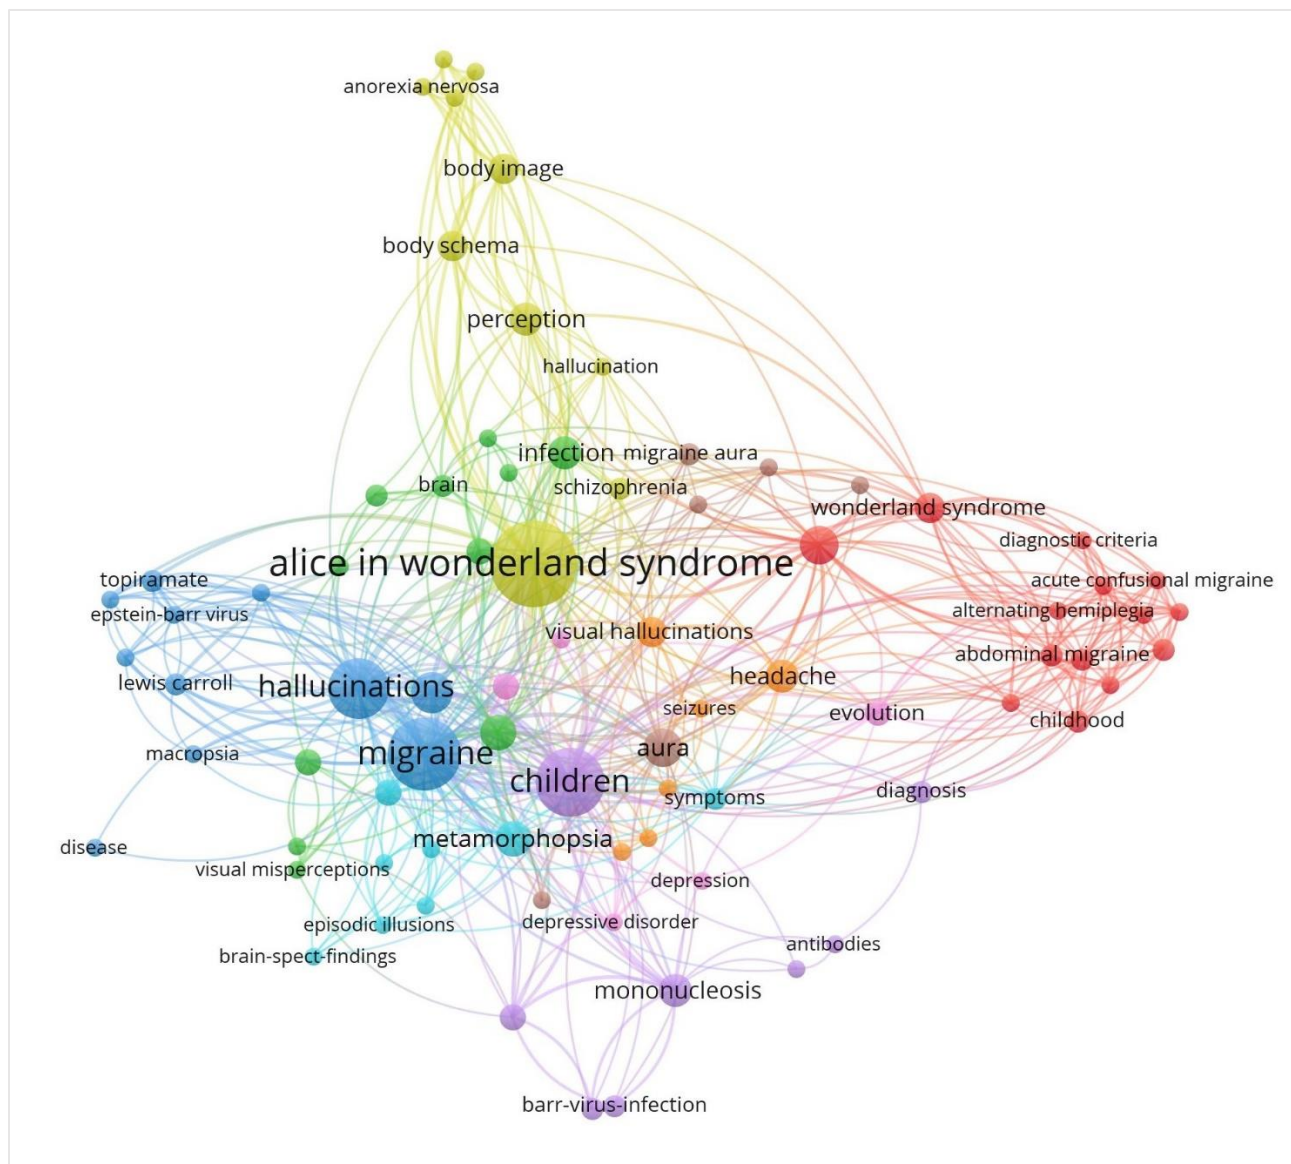 anorexia nervosa
body image
body schema
perception
hallucination
infection
migraine aura
brain
schizophrenia
wonderland syndrome
diagnostic criteria
alice in wonderland syndrome
topiramate
acute confusional migraine
epstein-barr virus
alternating hemiplegia
visual hallucinations
abdominal migraine
lewis carroll
hallucinations
headache
seizures
evolution
childhood
macropsia
migraine
aura
children
symptoms
diagnosis
metamorphopsia
disease
visual misperceptions
depression
episodic illusions
depressive disorder
antibodies
brain-spect-findings
mononucleosis
barr-virus-infection